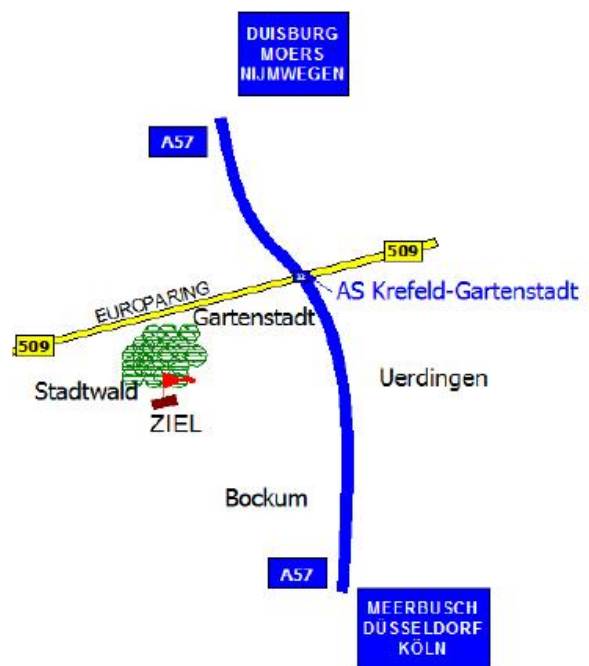 DUISBURG
MOERS
NIJMWEGEN
A57
509
AS Krefeld-Gartenstadt
EUROPARING
Gartenstadt
509
Stadtwald
Uerdingen
ZIEL
Bockum
A57
MEERBUSCH
DÜSSELDORF
KÖLN